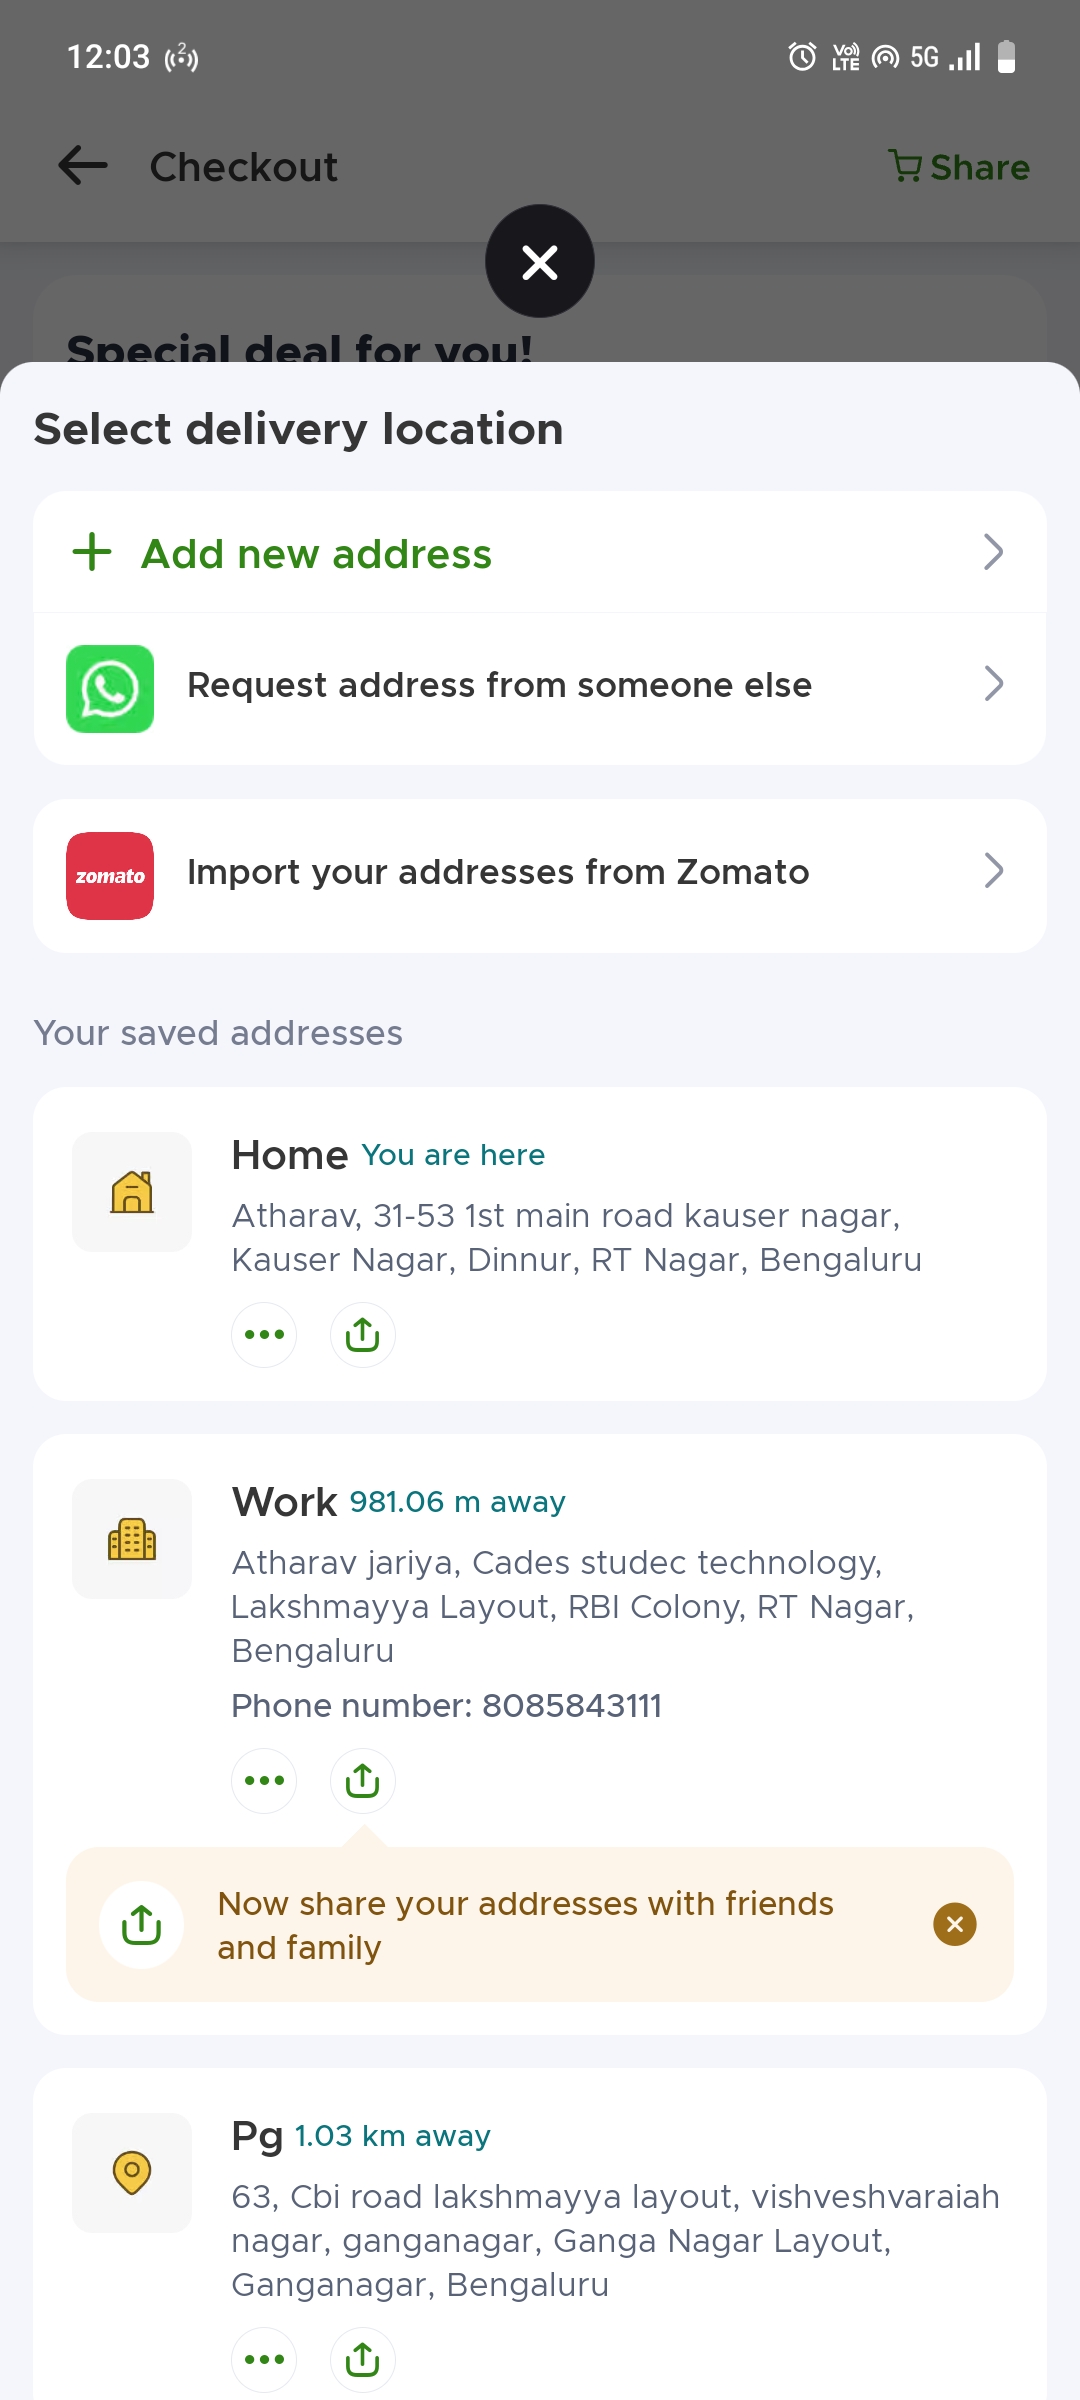 12:03
2
Vo)) LTE
5G
Checkout
Share
Special deal for you!
Select delivery location
Add new address
Request address from someone else
zomato
Import your addresses from Zomato
Your saved addresses
Home You are here
Atharav, 31-53 1st main road kauser nagar,
Kauser Nagar, Dinnur, RT Nagar, Bengaluru
Work 981.06 m away
Atharav jariya, Cades studec technology,
Lakshmayya Layout, RBI Colony, RT Nagar,
Bengaluru
Phone number: 8085843111
Now share your addresses with friends
and family
Pg 1.03 km away
63, Cbi road lakshmayya layout, vishveshvaraiah
nagar, ganganagar, Ganga Nagar Layout,
Ganganagar, Bengaluru